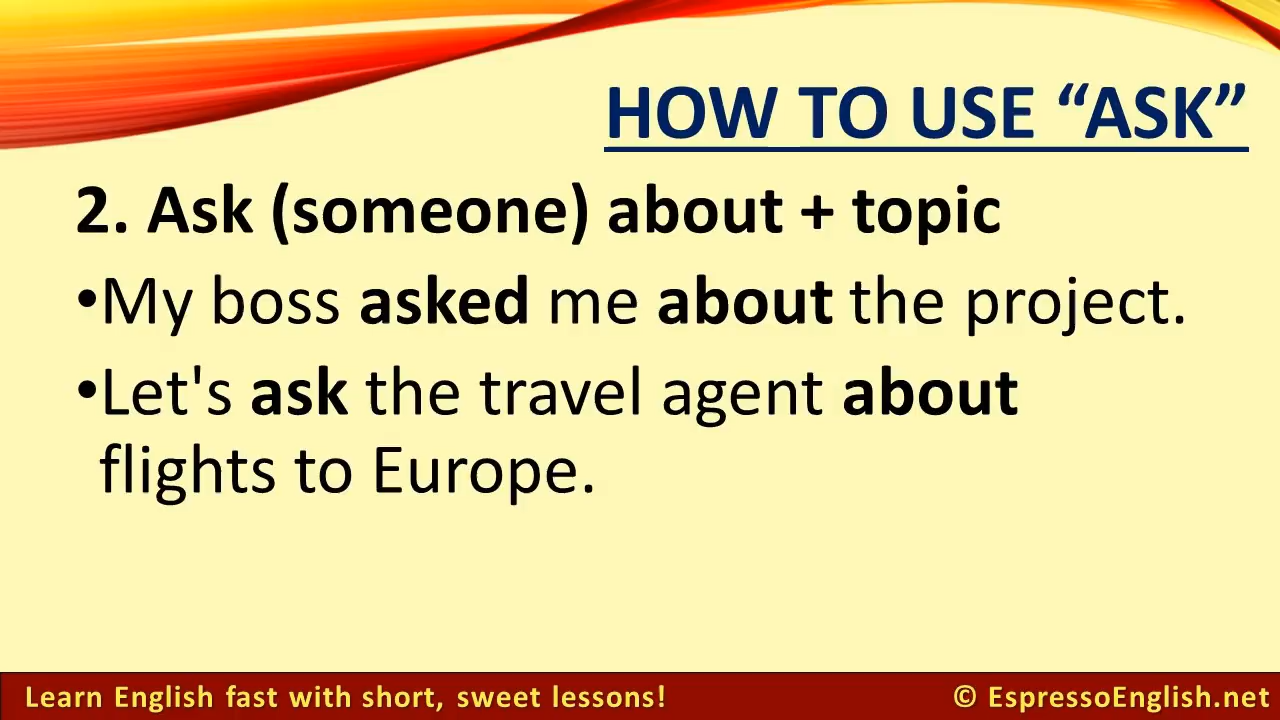 HOW TO USE “ASK”
2. Ask (someone) about + topic
•My boss asked me about the project.
•Let's ask the travel agent about
flights to Europe.
Learn English fast with short, sweet lessons!
© EspressoEnglish.net